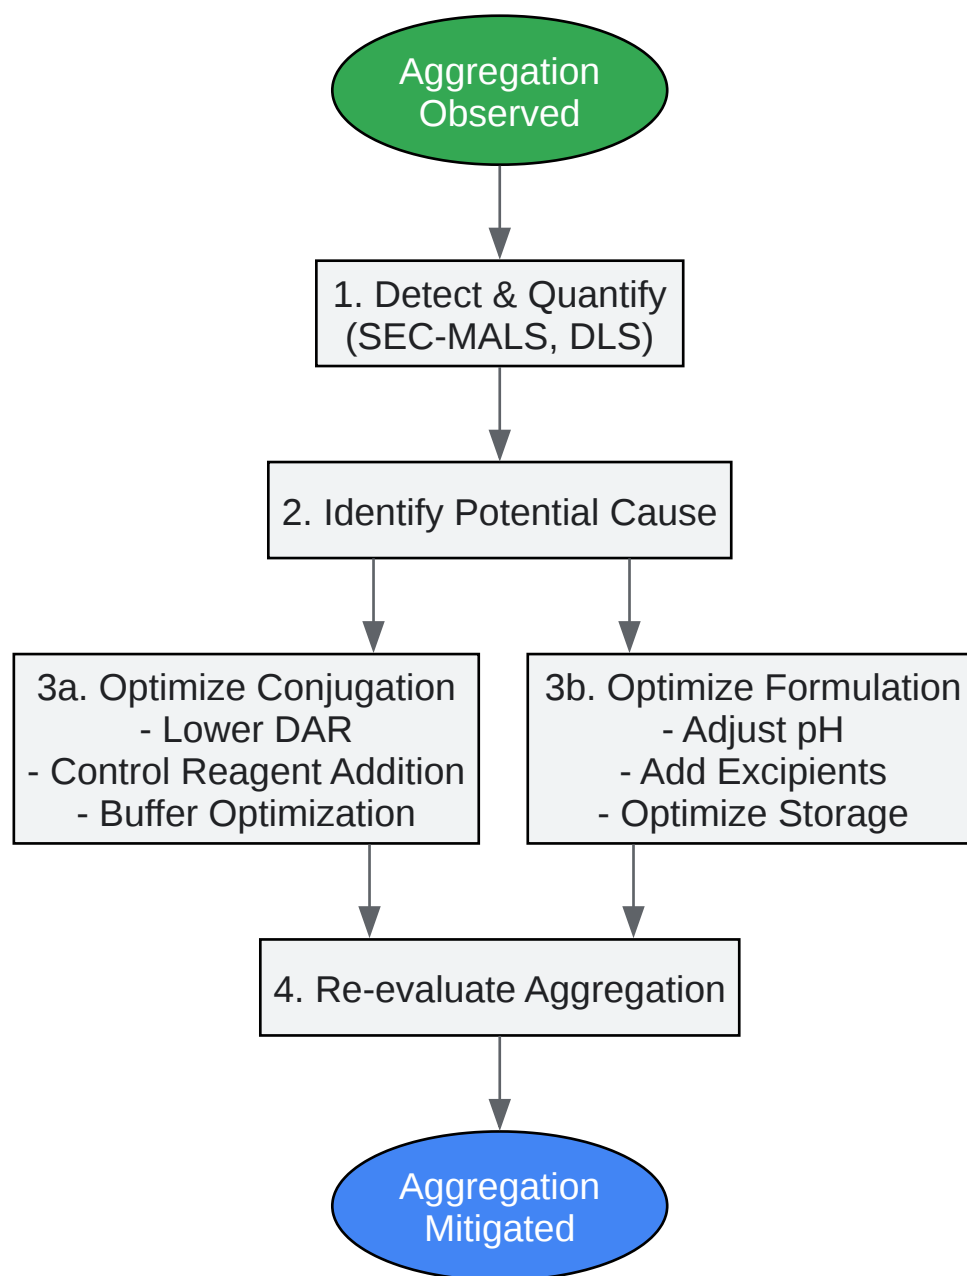 Aggregation
Observed
1. Detect & Quantify
(SEC-MALS, DLS)
2. Identify Potential Cause
3a. Optimize Conjugation
- Lower DAR
- Control Reagent Addition
- Buffer Optimization
3b. Optimize Formulation
- Adjust pH
- Add Excipients
- Optimize Storage
4. Re-evaluate Aggregation
Aggregation
Mitigated